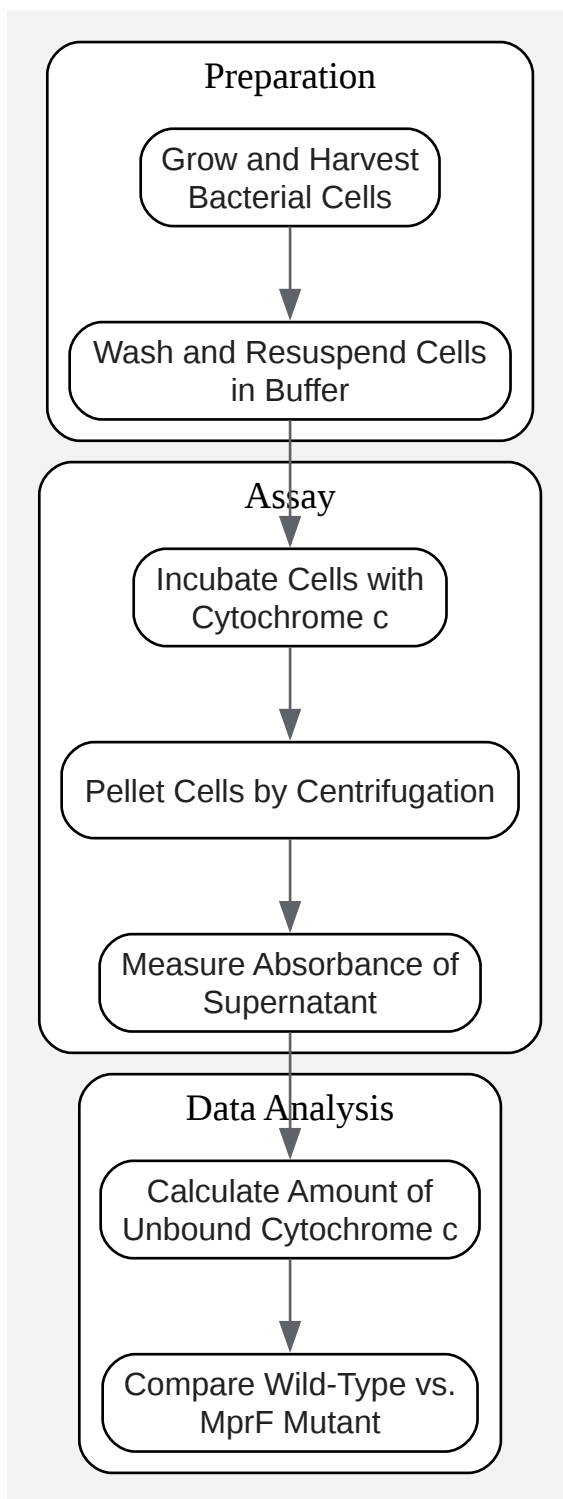 Preparation
Grow and Harvest
Bacterial Cells
Wash and Resuspend Cells
in Buffer
Assay
Incubate Cells with
Cytochrome c
Pellet Cells by Centrifugation
Measure Absorbance of
Supernatant
Data Analysis
Calculate Amount of
Unbound Cytochrome c
Compare Wild-Type vs.
MprF Mutant